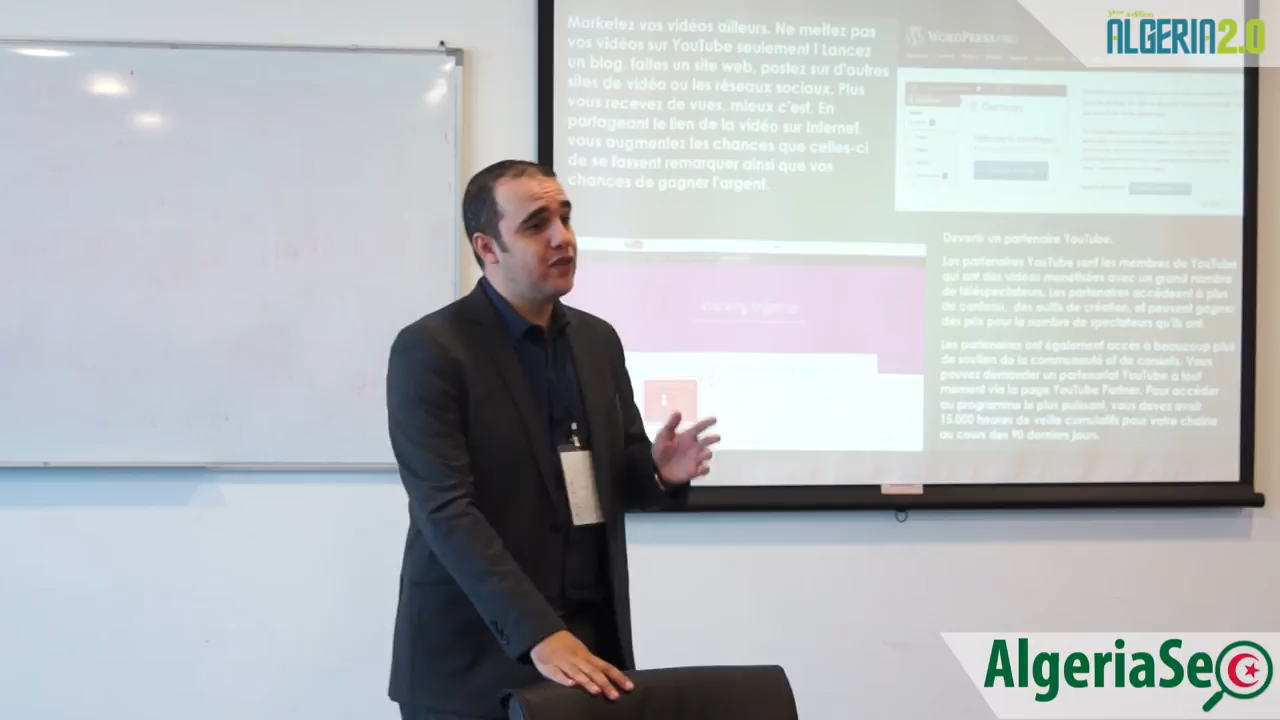 Marketez vos vidéos ailleurs. Ne mettez pas
vos vidéos sur YouTube seulement ! Lancez
un blog, faites un site web, postez sur d'autres
sites de vidéo ou les réseaux sociaux. Plus
vous recevez de vues, mieux c'est. En
partageant le lien de la vidéo sur Internet,
vous augmentez les chances que celles-ci
de se fassent remarquer ainsi que vos
chances de gagner l'argent.
WORDPRESS.ORG
5ème edition
ALGERIA2.0
Devenir un partenaire YouTube.
Les partenaires YouTube sont les membres de YouTube
qui ont des vidéos monétisées avec un grand nombre
de téléspectateurs. Les partenaires accèdent à plus
de contenu, des outils de création, et peuvent gagner
des prix pour le nombre de spectateurs qu'ils ont.
Les partenaires ont également accès à beaucoup plus
de soutien de la communauté et de conseils. Vous
pouvez demander un partenariat YouTube à tout
moment via la page YouTube Partner. Pour accéder
au programme le plus puissant, vous devez avoir
15.000 heures de veille cumulatifs pour votre chaîne
au cours des 90 derniers jours.
AlgeriaSeo